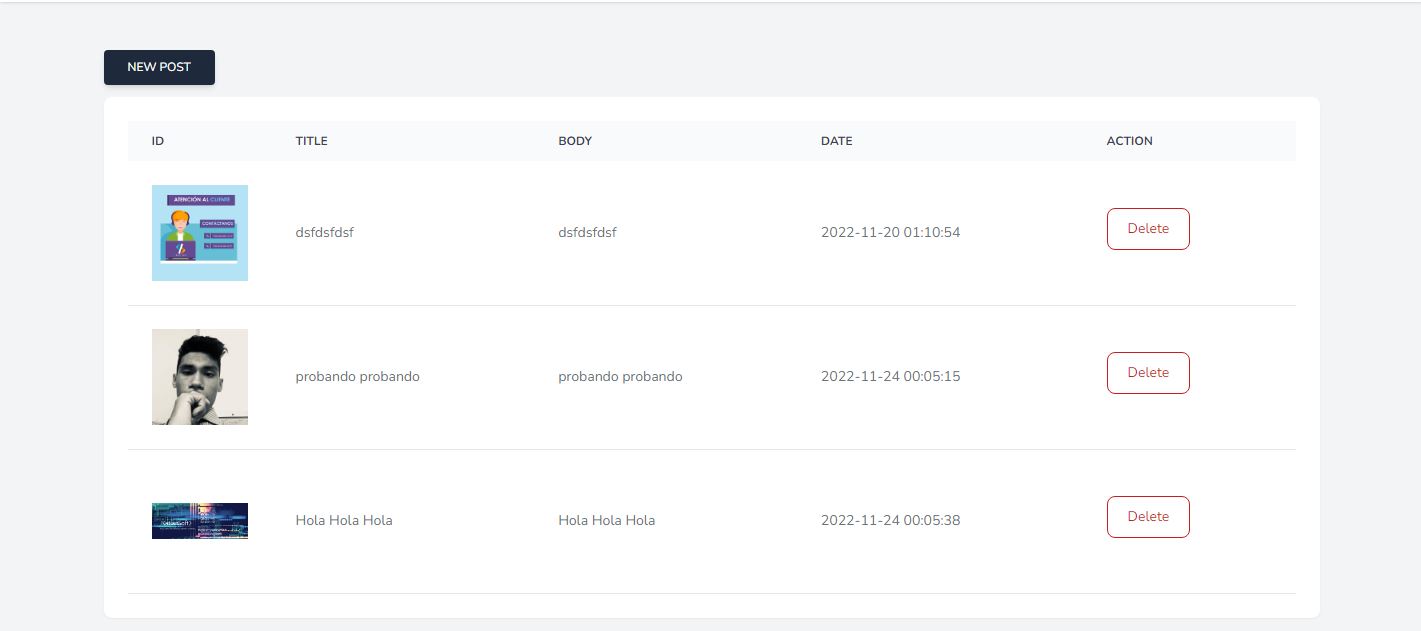 NEW POST
ID TITLE BODY DATE ACTION
ATENCIÓN AL CLIENTE
CONTÁCTANOS
dsfdsfdsf dsfdsfdsf 2022-11-20 01:10:54 Delete
probando probando probando probando 2022-11-24 00:05:15 Delete
Hola Hola Hola Hola Hola Hola 2022-11-24 00:05:38 Delete